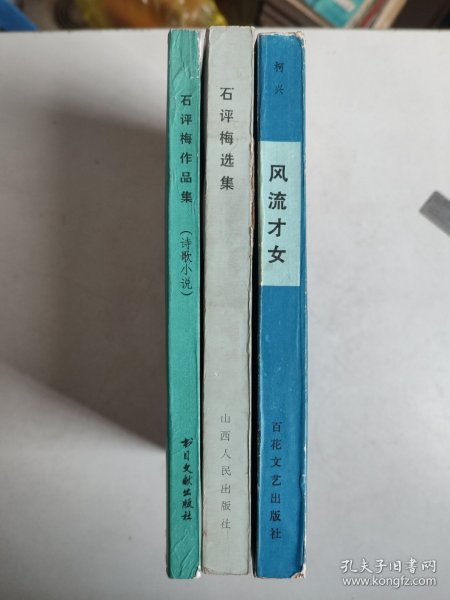 石评梅作品集
（诗歌小说）
书目文献出版社
石评梅选集
山西人民出版社
柯兴
风流才女
百花文艺出版社
孔夫子旧书网
www.kongfz.com